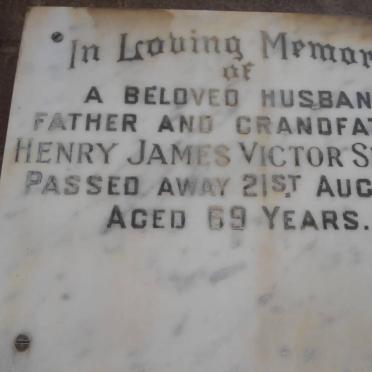 In Loving Memor
of
A BELOVED HUSBAN
FATHER AND GRANDFAT
HENRY JAMES VICTOR S
PASSED AWAY 21ST AUG
AGED 69 YEARS.